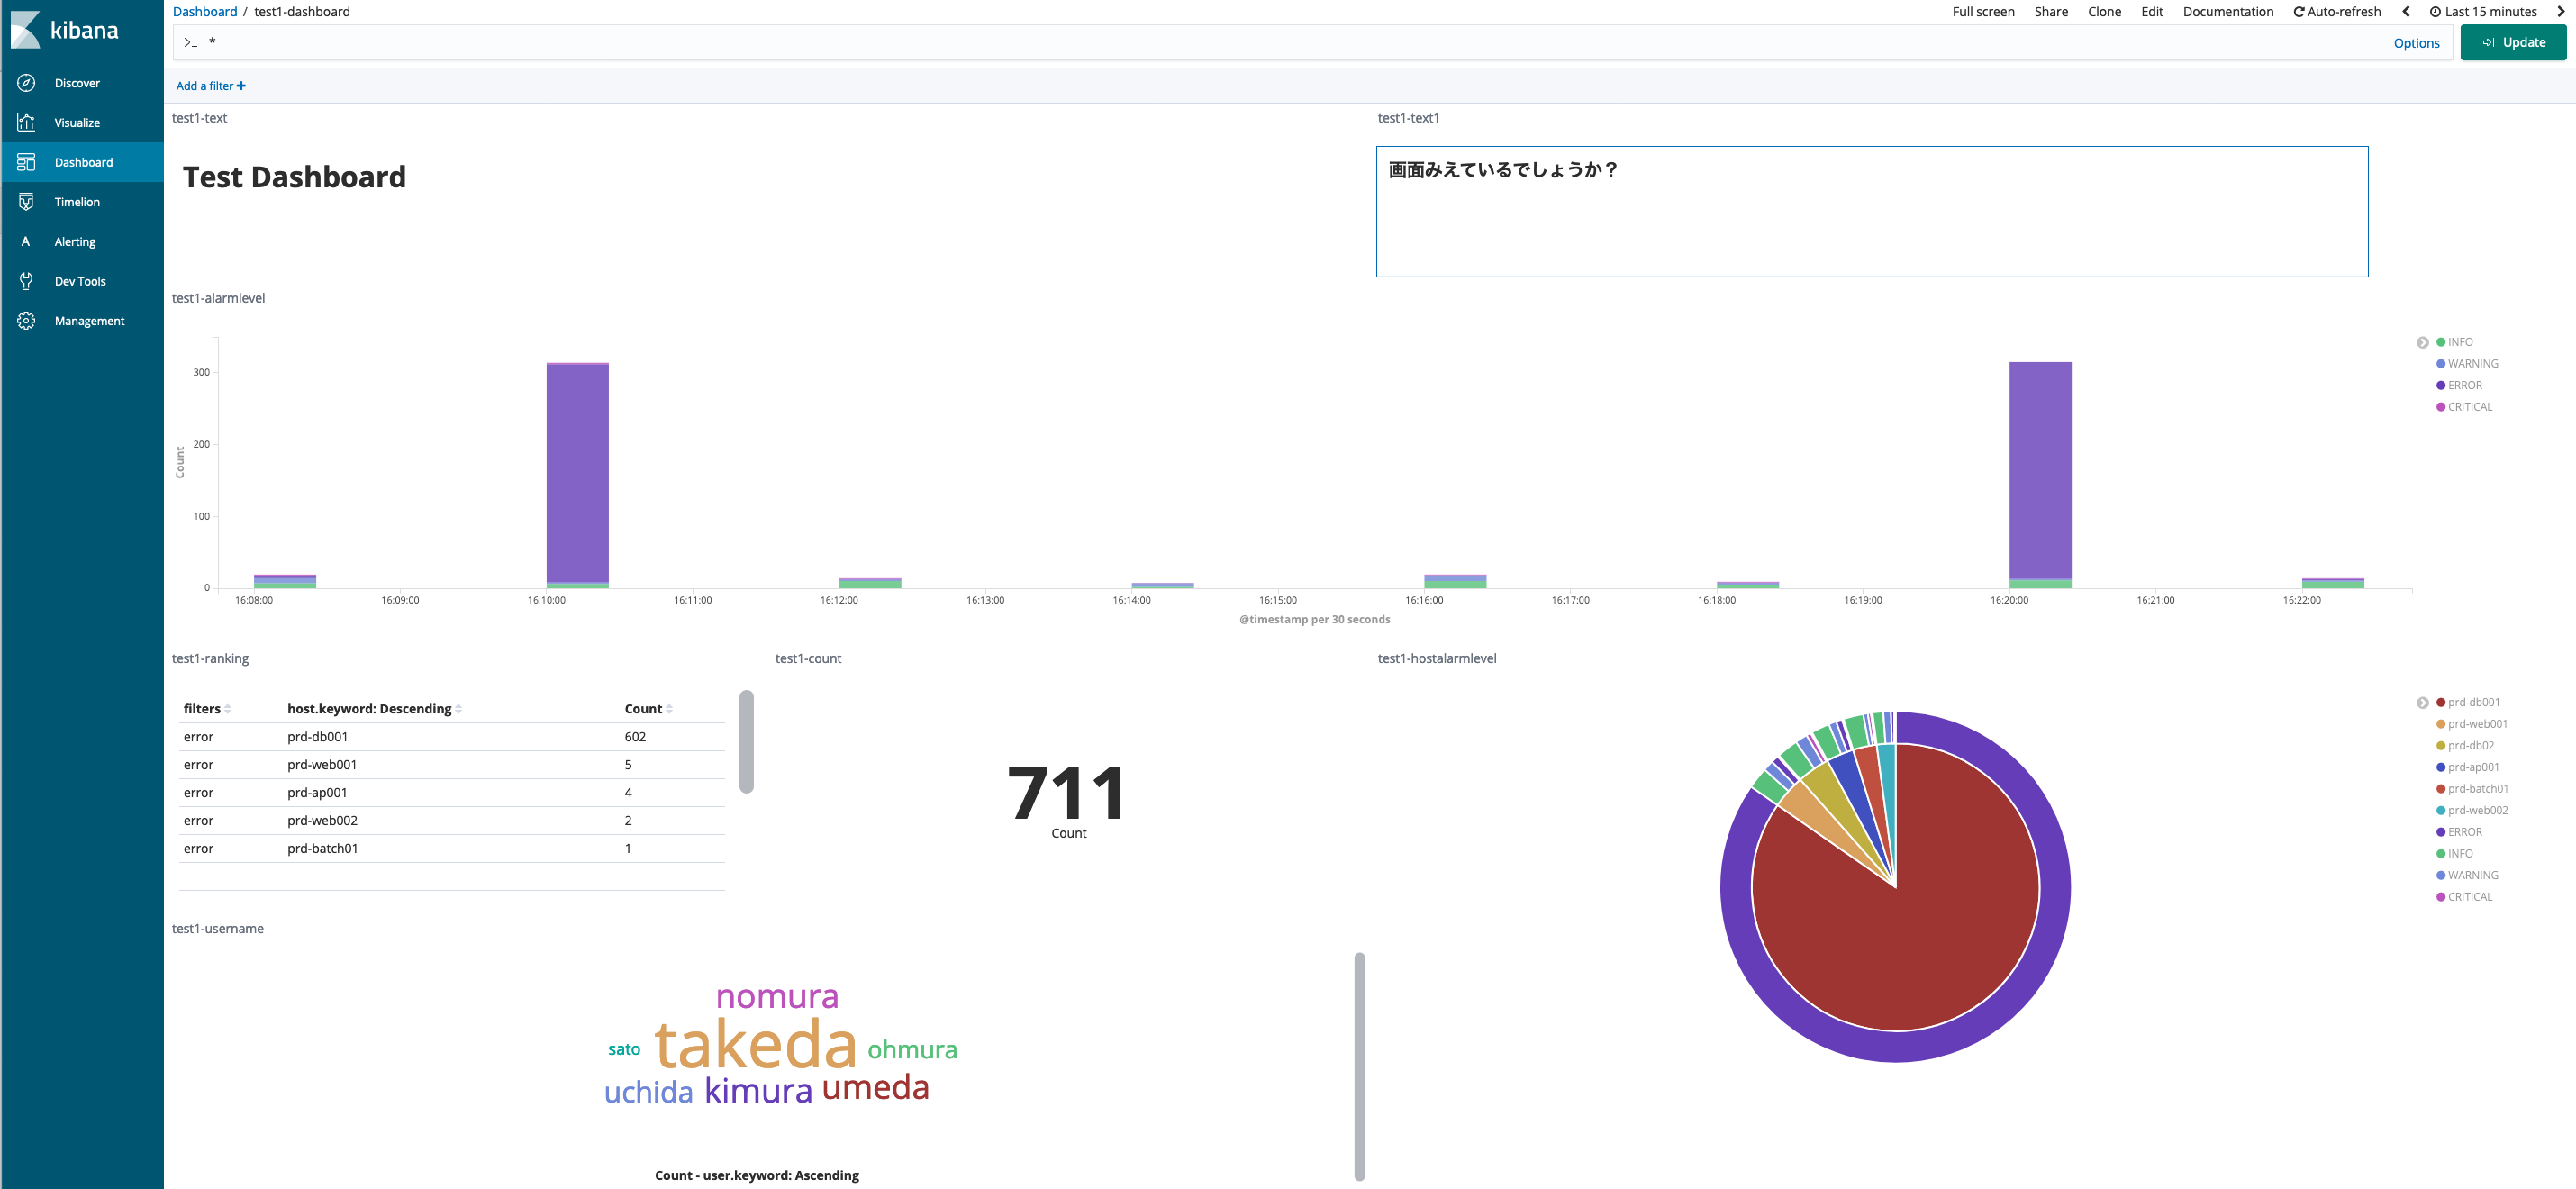 kibana
Discover
Visualize
Dashboard
Timelion
Alerting
Dev Tools
Management
Dashboard / test1-dashboard
Full screen Share Clone Edit Documentation Auto-refresh Last 15 minutes
>_ *
Options
Update
Add a filter +
test1-text
Test Dashboard
test1-text1
画面みえているでしょうか？
test1-alarmlevel
Count
300
200
100
0
16:08:00 16:09:00 16:10:00 16:11:00 16:12:00 16:13:00 16:14:00 16:15:00 16:16:00 16:17:00 16:18:00 16:19:00 16:20:00 16:21:00 16:22:00
@timestamp per 30 seconds
INFO
WARNING
ERROR
CRITICAL
test1-ranking
filters host.keyword: Descending Count
error prd-db001 602
error prd-web001 5
error prd-ap001 4
error prd-web002 2
error prd-batch01 1
test1-count
711
Count
test1-hostalarmlevel
prd-db001
prd-web001
prd-db02
prd-ap001
prd-batch01
prd-web002
ERROR
INFO
WARNING
CRITICAL
test1-username
nomura
sato takeda ohmura
uchida kimura umeda
Count - user.keyword: Ascending